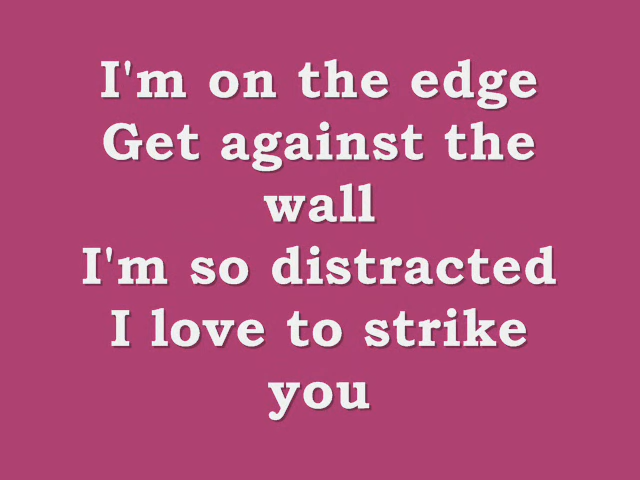 I'm on the edge
Get against the
wall
I'm so distracted
I love to strike
you